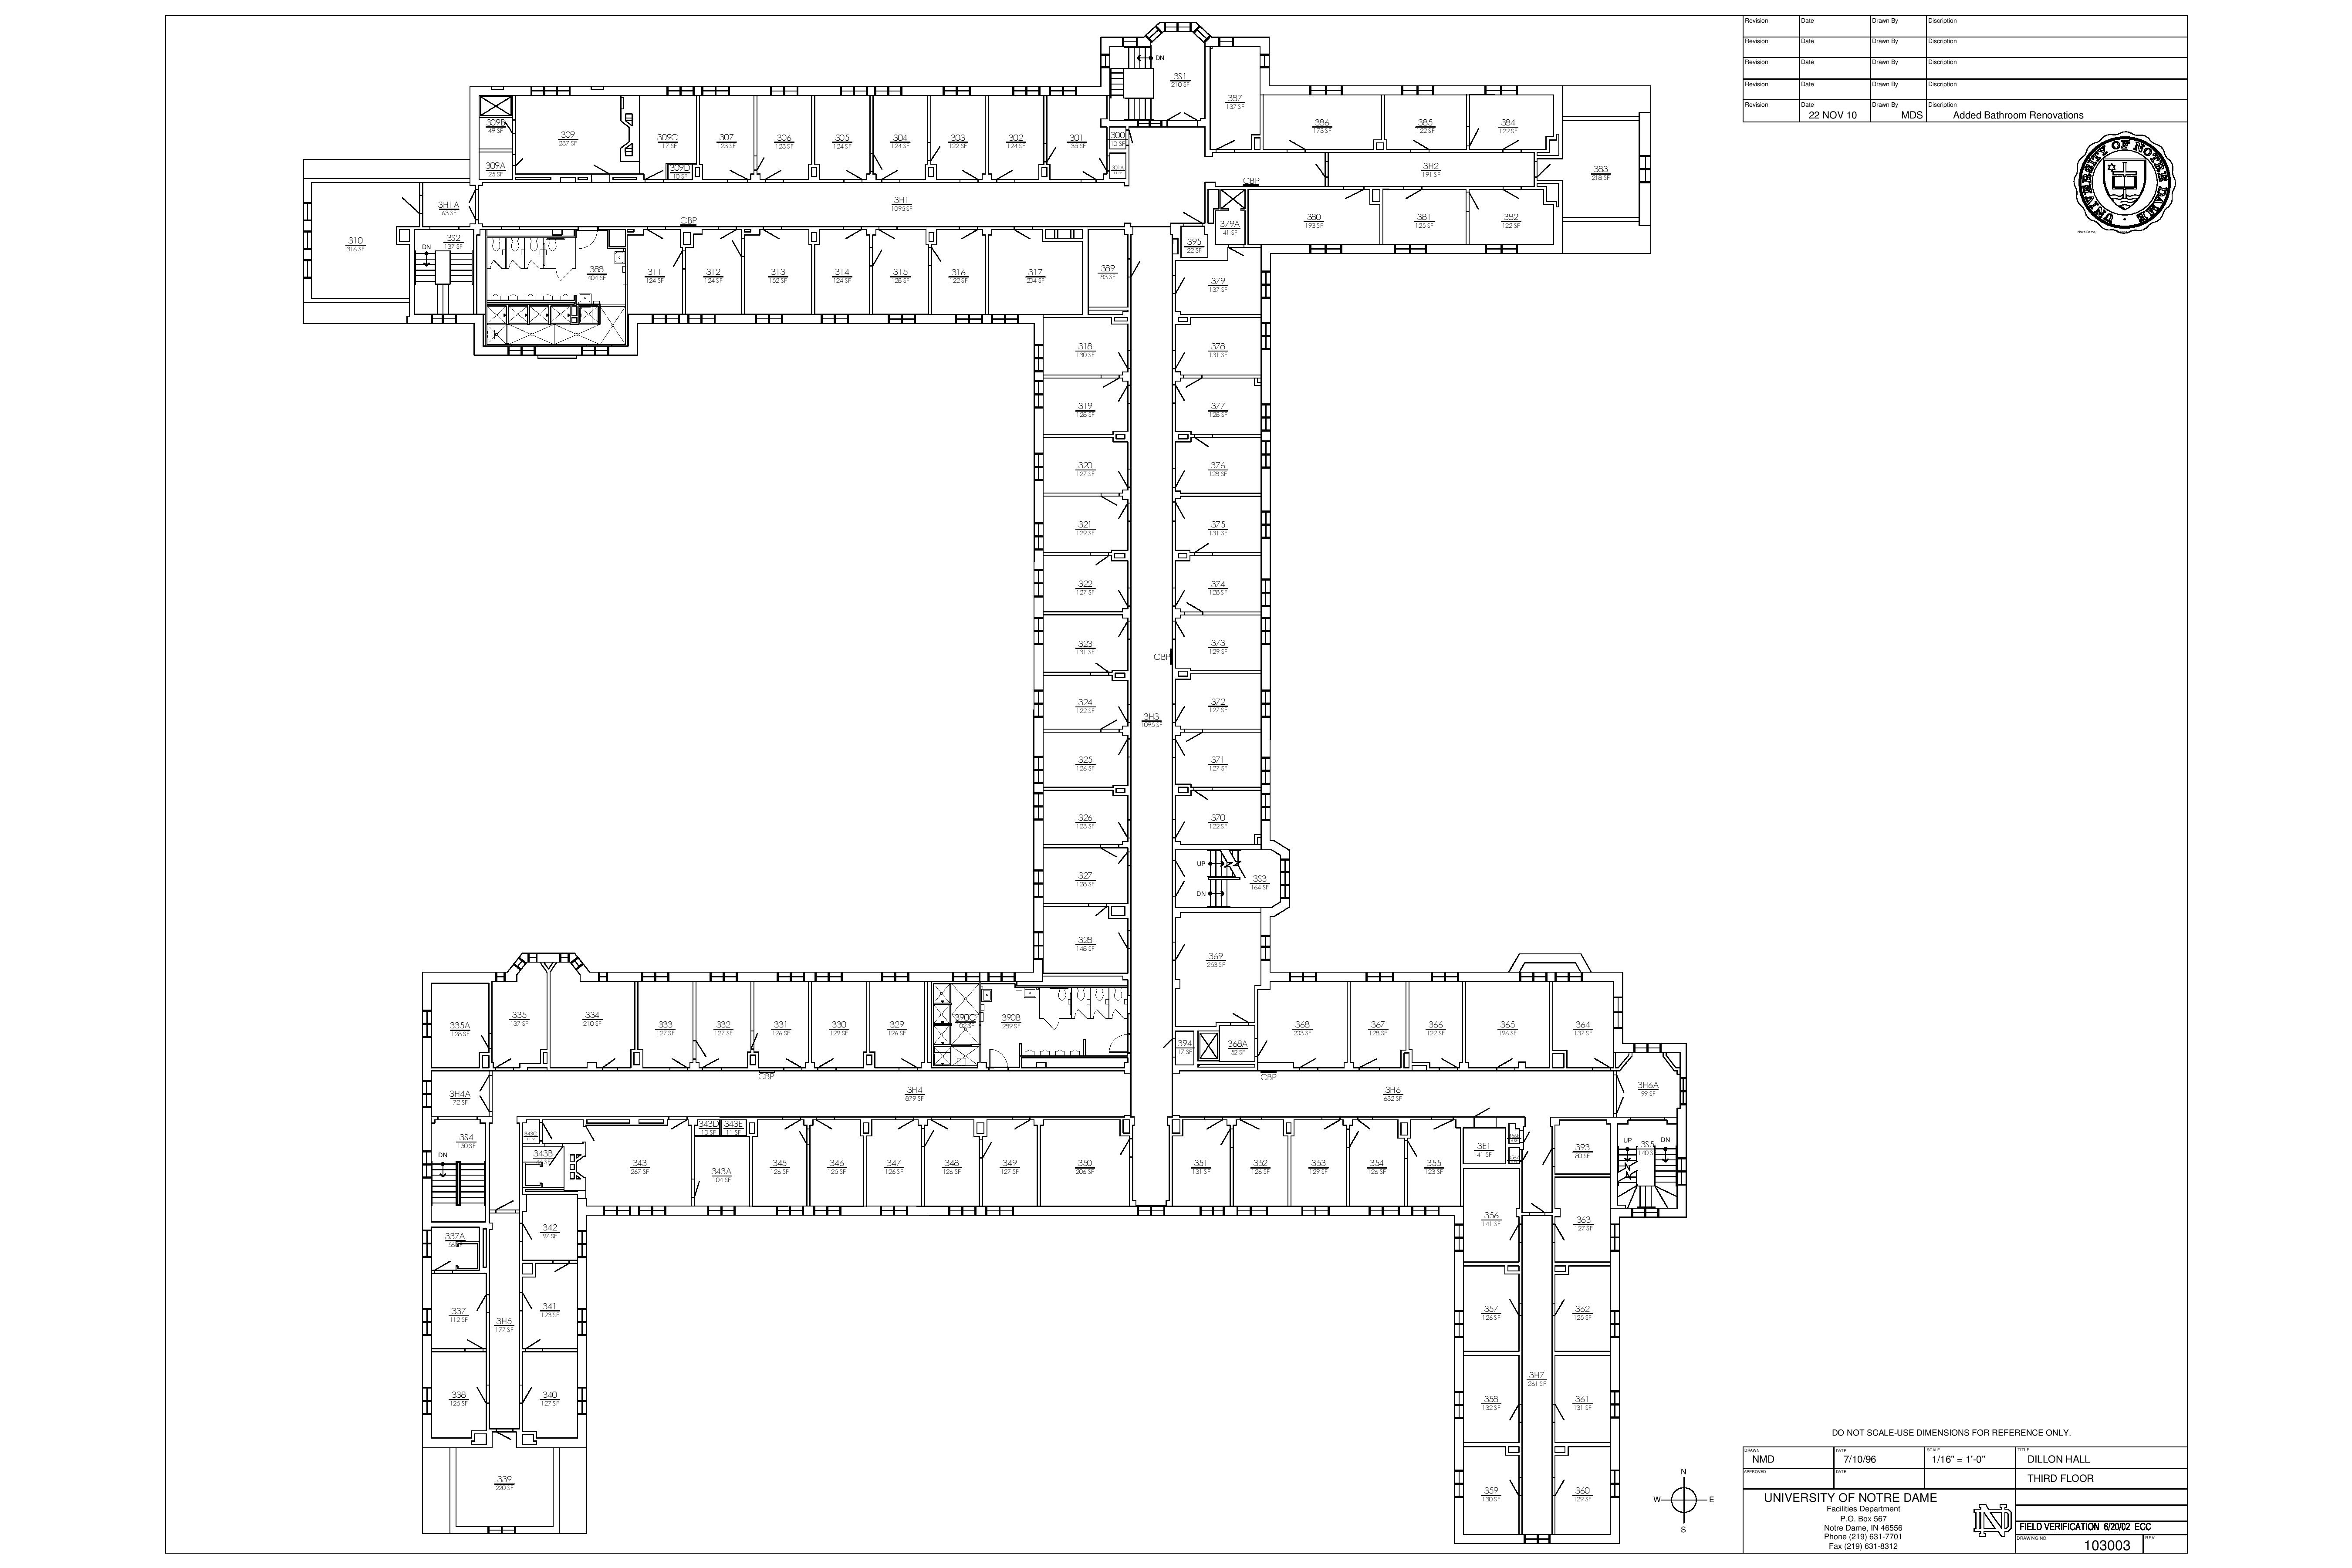 Revision Date Drawn By Discription
Revision Date Drawn By Discription
Revision Date Drawn By Discription
Revision Date Drawn By Discription
Revision Date Drawn By Discription
22 NOV 10 MDS Added Bathroom Renovations
UNIVERSITY OF NOTRE DAME
DN
3S1
210 SF
387
137 SF
309B
49 SF
309
237 SF
309C
117 SF
307
123 SF
306
123 SF
305
124 SF
304
124 SF
303
122 SF
302
124 SF
301
135 SF
300
10 SF
386
173 SF
385
122 SF
384
122 SF
309A
25 SF
309D
10 SF
301A
3H2
191 SF
383
218 SF
CBP
3H1A
63 SF
3H1
1095 SF
CBP
310
316 SF
DN
3S2
137 SF
388
404 SF
311
124 SF
312
124 SF
313
132 SF
314
124 SF
315
128 SF
316
122 SF
317
204 SF
389
83 SF
395
22 SF
379A
41 SF
380
193 SF
381
125 SF
382
122 SF
379
137 SF
318
130 SF
378
131 SF
319
128 SF
377
128 SF
320
127 SF
376
128 SF
321
129 SF
375
131 SF
322
127 SF
374
128 SF
323
131 SF
CBP
373
129 SF
324
122 SF
3H3
1095 SF
372
127 SF
325
126 SF
371
127 SF
326
123 SF
370
122 SF
327
128 SF
UP
DN
3S3
164 SF
328
148 SF
369
253 SF
335A
128 SF
335
137 SF
334
210 SF
333
127 SF
332
127 SF
331
126 SF
330
129 SF
329
126 SF
390C
390B
289 SF
394
17 SF
368A
52 SF
368
203 SF
367
128 SF
366
122 SF
365
196 SF
364
137 SF
3H4A
72 SF
CBP
3H4
879 SF
CBP
3H6
632 SF
3H6A
99 SF
3S4
150 SF
DN
343B
343
267 SF
343D
10 SF
343E
11 SF
343A
104 SF
345
126 SF
346
125 SF
347
126 SF
348
126 SF
349
127 SF
350
206 SF
351
131 SF
352
126 SF
353
129 SF
354
126 SF
355
123 SF
3E1
41 SF
393
80 SF
UP
3S5
140 SF
DN
337A
342
97 SF
356
141 SF
363
127 SF
337
112 SF
3H5
177 SF
341
123 SF
357
126 SF
362
125 SF
338
125 SF
340
127 SF
358
132 SF
3H7
261 SF
361
131 SF
339
220 SF
359
130 SF
360
129 SF
N
W E
S
DO NOT SCALE-USE DIMENSIONS FOR REFERENCE ONLY.
DRAWN DATE SCALE TITLE
NMD 7/10/96 1/16" = 1'-0" DILLON HALL
APPROVED DATE
THIRD FLOOR
UNIVERSITY OF NOTRE DAME
Facilities Department
P.O. Box 567
Notre Dame, IN 46556
Phone (219) 631-7701
Fax (219) 631-8312
FIELD VERIFICATION 6/20/02 ECC
DRAWING NO. REV.
103003